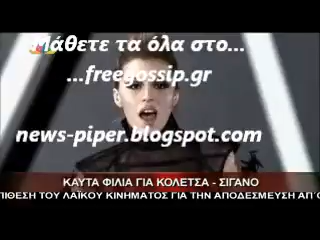 Μάθετε τα όλα στο...
...freegossip.gr
news-piper.blogspot.com
ΚΑΥΤΑ ΦΙΛΙΑ ΓΙΑ ΚΟΛΕΤΣΑ - ΣΙΓΑΝΟ
ΠΙΘΕΣΗ ΤΟΥ ΛΑΪΚΟΥ ΚΙΝΗΜΑΤΟΣ ΓΙΑ ΤΗΝ ΑΠΟΔΕΣΜΕΥΣΗ ΑΠ'Ο